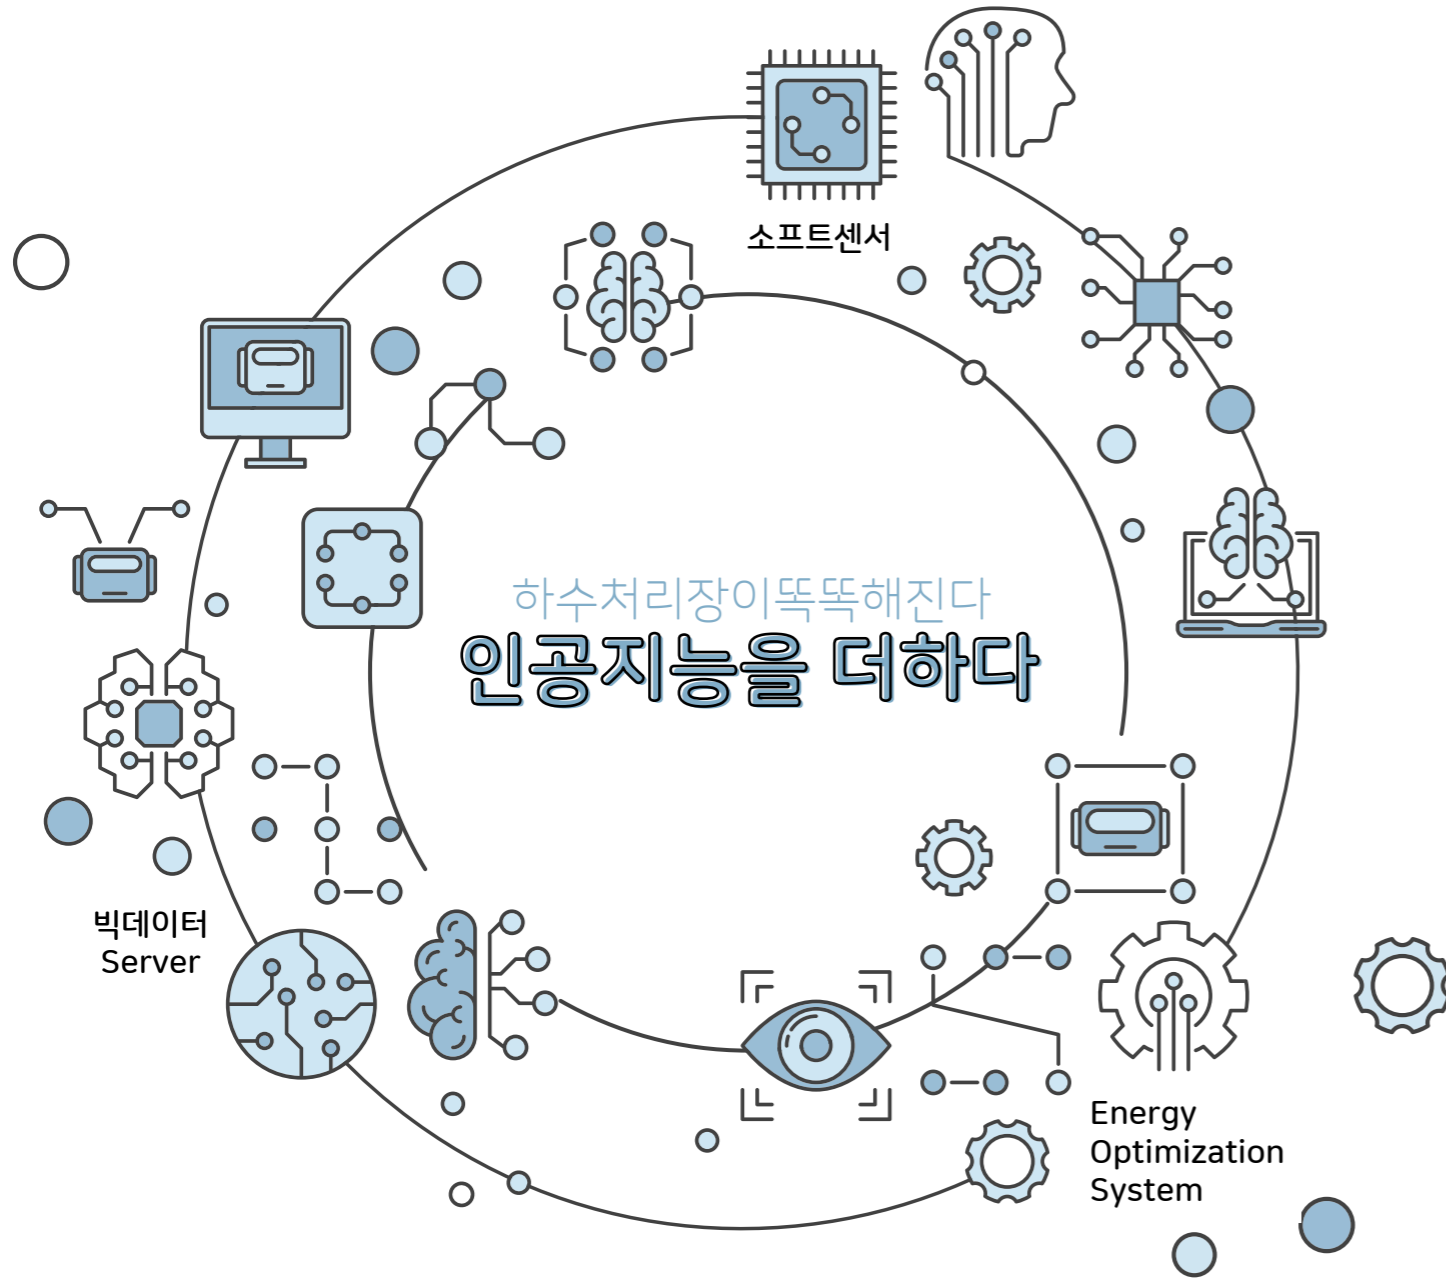 소프트센서
하수처리장이똑똑해진다
인공지능을 더하다
빅데이터
Server
Energy
Optimization
System